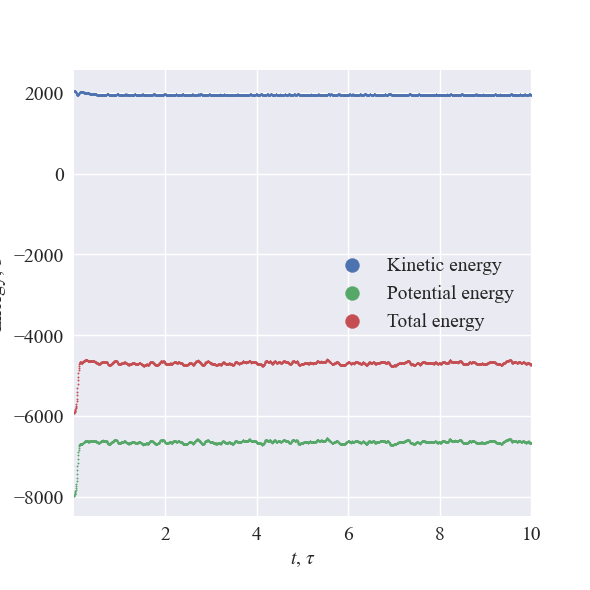 2000
0
−2000
−4000
−6000
−8000
Kinetic energy
Potential energy
Total energy
2 4 6 8 10
t, τ